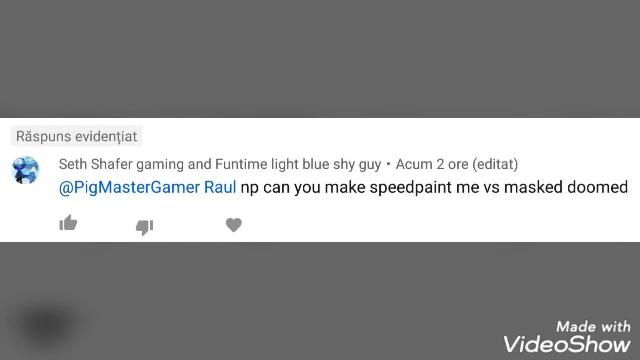 Răspuns evidențiat
Seth Shafer gaming and Funtime light blue shy guy • Acum 2 ore (editat)
@PigMasterGamer Raul np can you make speedpaint me vs masked doomed
Made with
VideoShow